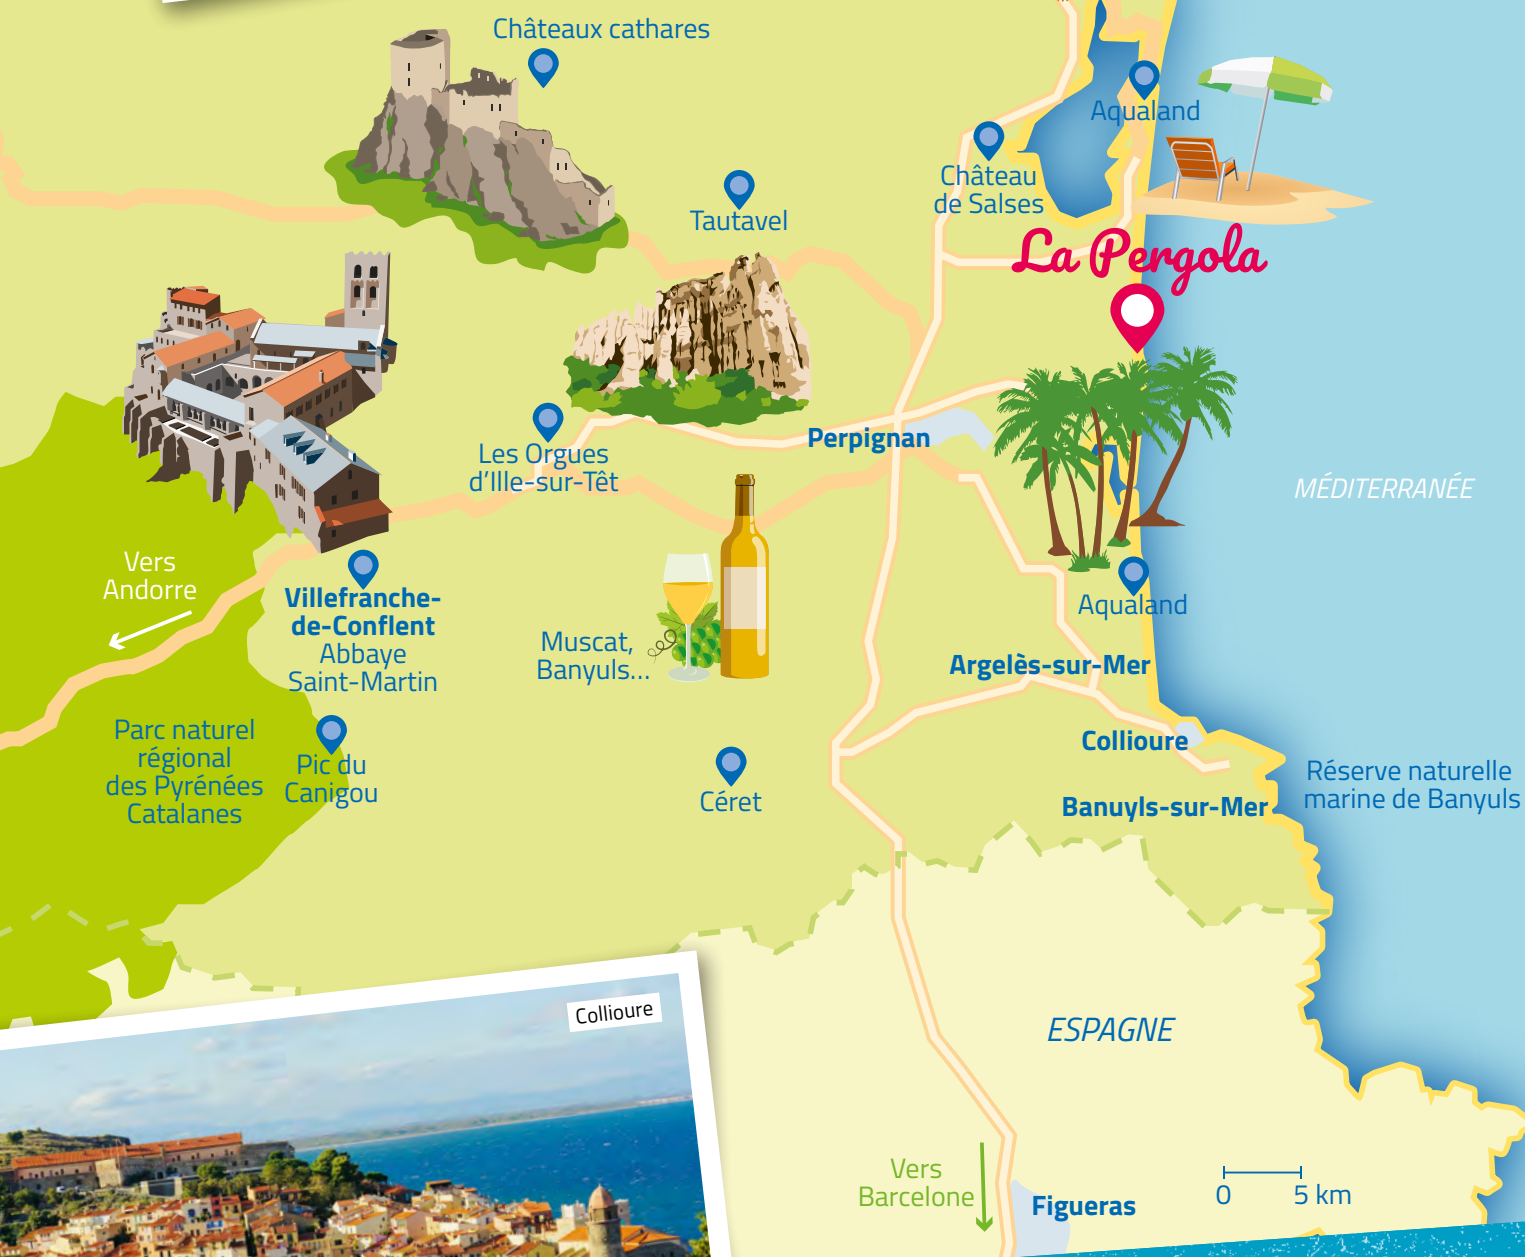 Châteaux cathares
Aqualand
Château
de Salses
Tautavel
La Pergola
Perpignan
Les Orgues
d'Ille-sur-Têt
MÉDITERRANÉE
Vers
Andorre
Villefranche-
de-Conflent
Abbaye
Saint-Martin
Aqualand
Muscat,
Banyuls...
Argelès-sur-Mer
Parc naturel
régional
des Pyrénées
Catalanes
Pic du
Canigou
Collioure
Céret
Réserve naturelle
marine de Banyuls
Banuyls-sur-Mer
Collioure
ESPAGNE
Vers
Barcelone
Figueras
0 5 km